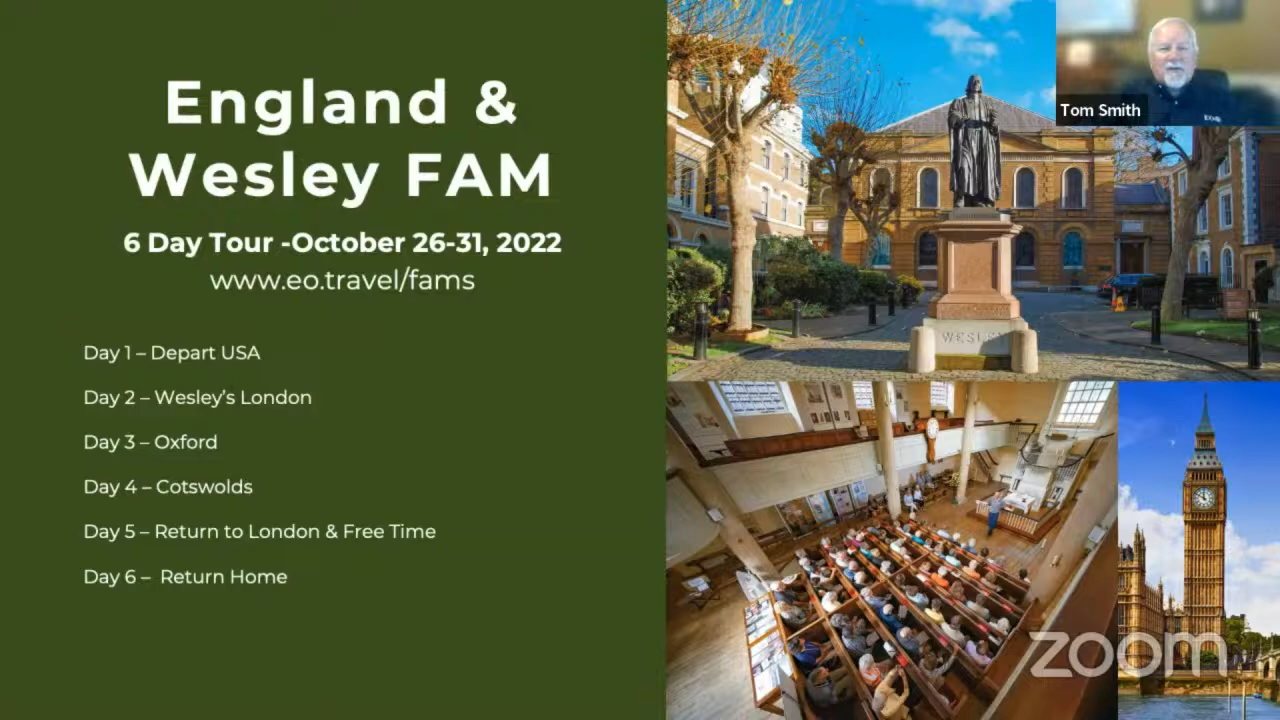 England &
Wesley FAM
6 Day Tour -October 26-31, 2022
www.eo.travel/fams
Day 1 – Depart USA
Day 2 – Wesley's London
Day 3 – Oxford
Day 4 – Cotswolds
Day 5 – Return to London & Free Time
Day 6 –  Return Home
Tom Smith
WESLEY
zoom